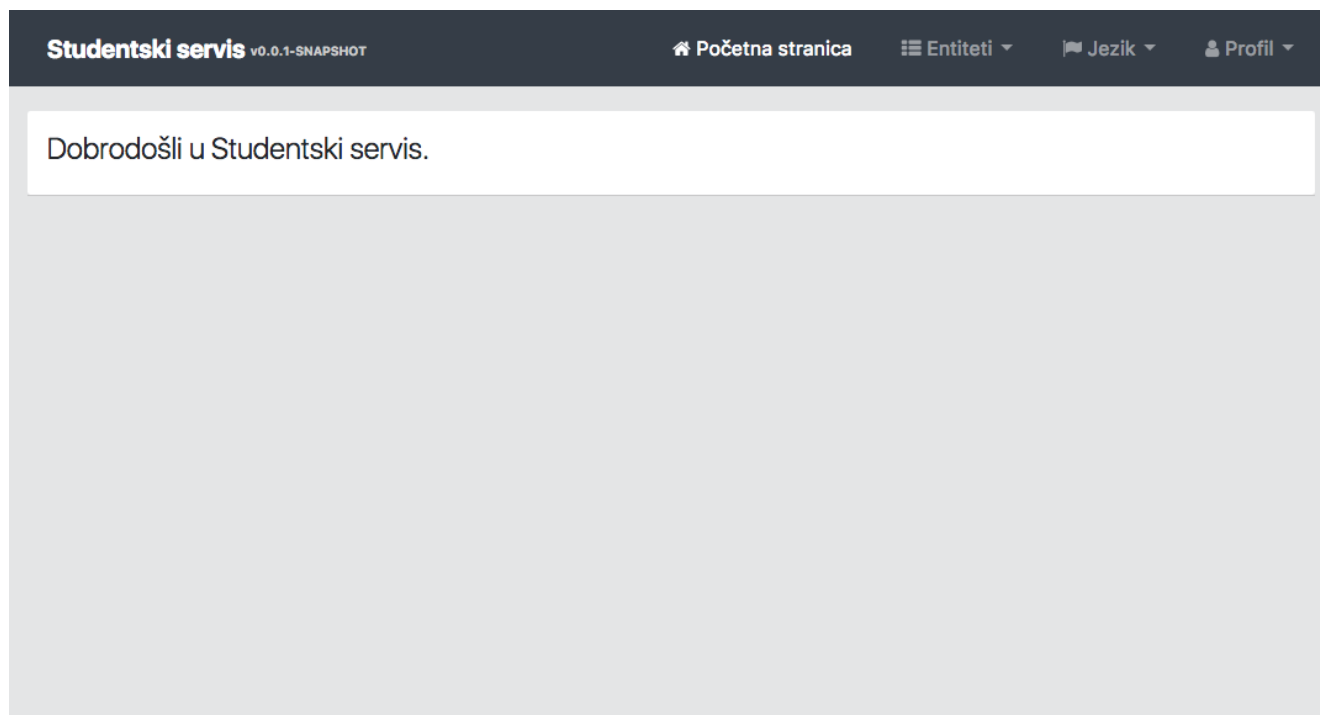 Studentski servis v0.0.1-SNAPSHOT Početna stranica Entiteti Jezik Profil
Dobrodošli u Studentski servis.